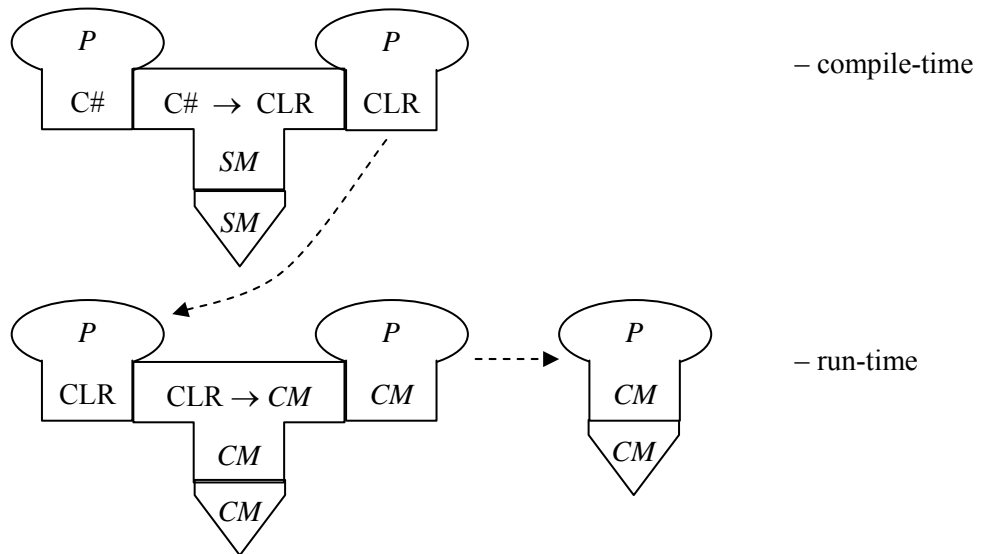 P P
– compile-time
C# C# → CLR CLR
SM
SM
P P P
– run-time
CLR CLR → CM CM CM
CM CM
CM